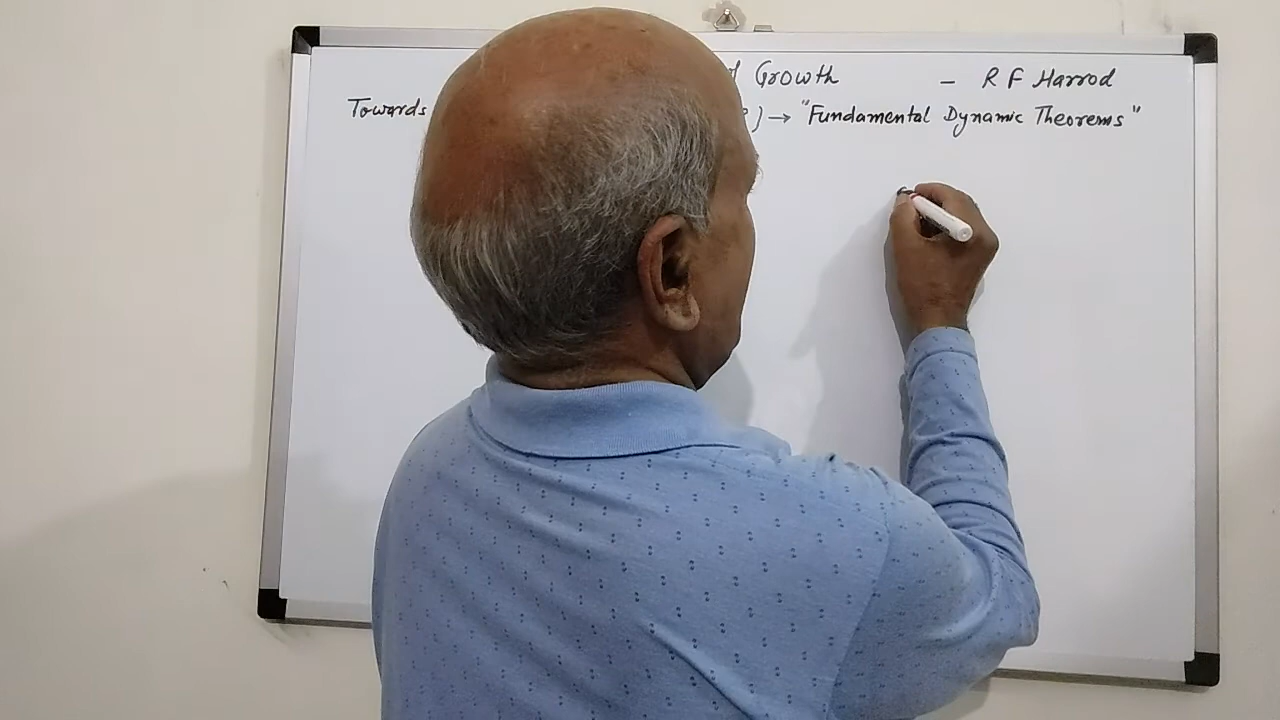 Growth - R F Harrod
Towards ) → "Fundamental Dynamic Theorems"